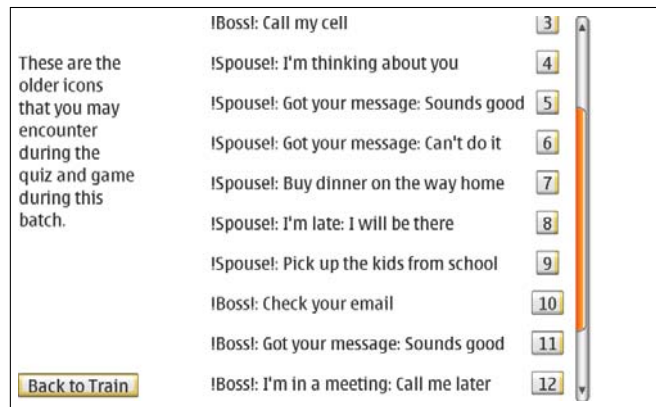 !Boss!: Call my cell 3
These are the
older icons
that you may
encounter
during the
quiz and game
during this
batch.
!Spouse!: I'm thinking about you 4
!Spouse!: Got your message: Sounds good 5
!Spouse!: Got your message: Can't do it 6
!Spouse!: Buy dinner on the way home 7
!Spouse!: I'm late: I will be there 8
!Spouse!: Pick up the kids from school 9
!Boss!: Check your email 10
!Boss!: Got your message: Sounds good 11
!Boss!: I'm in a meeting: Call me later 12
Back to Train